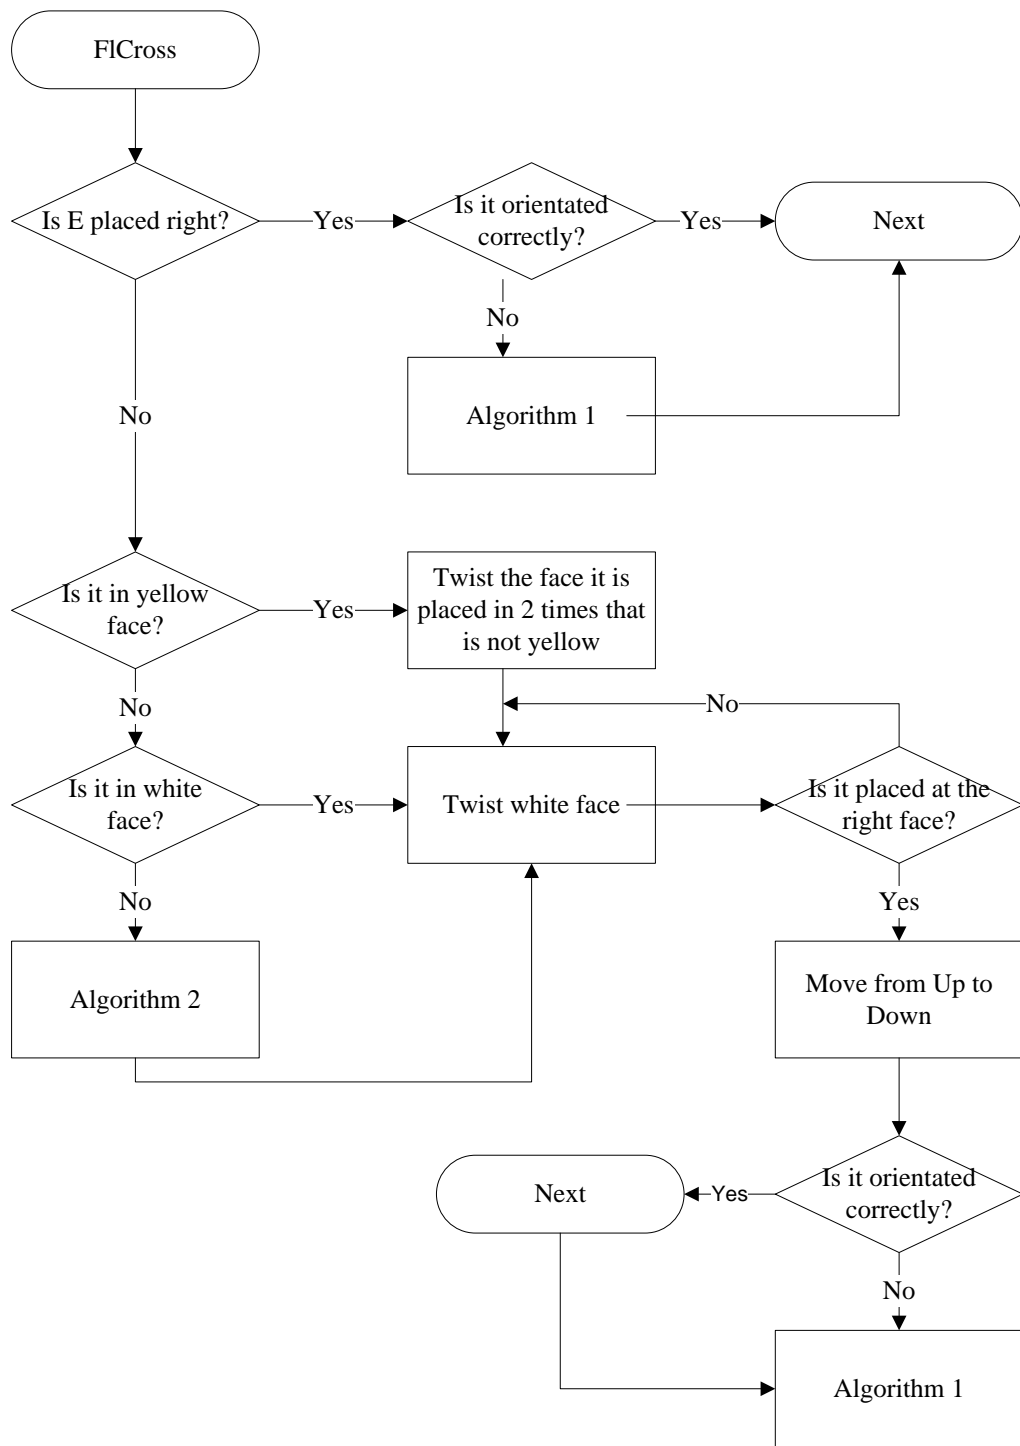 FlCross
Is E placed right?
Yes
Is it orientated
correctly?
Yes
Next
No
Algorithm 1
No
Is it in yellow
face?
Yes
Twist the face it is
placed in 2 times that
is not yellow
No
No
Is it in white
face?
Yes
Twist white face
Is it placed at the
right face?
No
Yes
Algorithm 2
Move from Up to
Down
Next
Yes
Is it orientated
correctly?
No
Algorithm 1